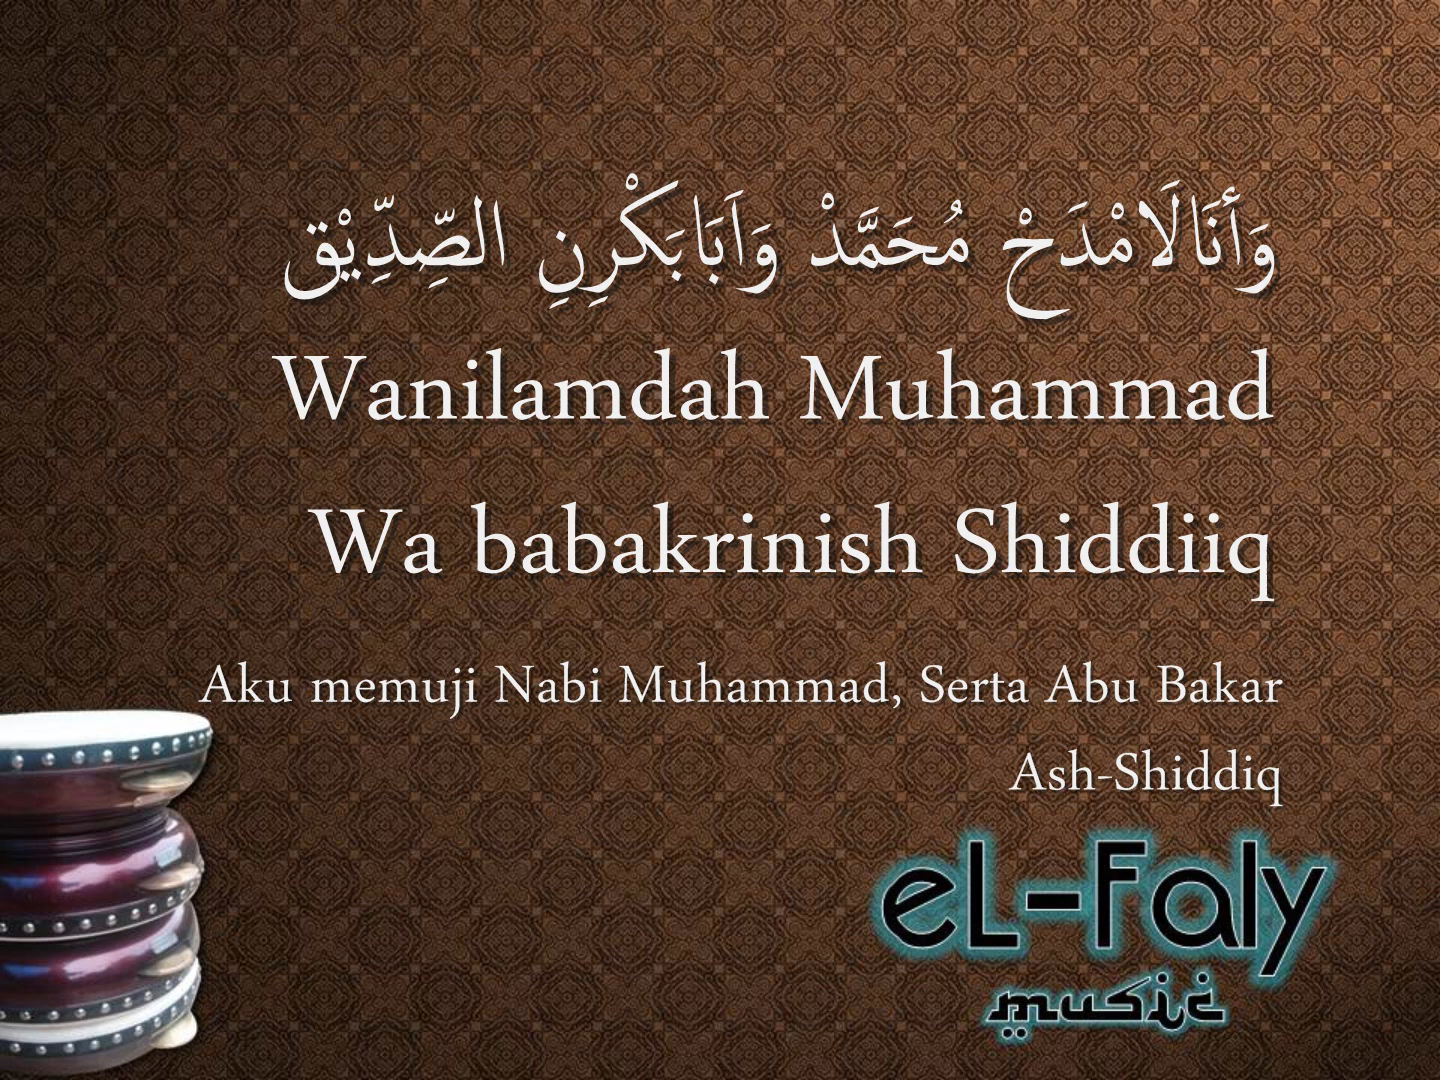 وَأَنَالَامْدَحْ مُحَمَّدْ وَاَبَابَكْرِنِ الصِّدِّيْق
Wanilamdah Muhammad
Wa babakrinish Shiddiiq
Aku memuji Nabi Muhammad, Serta Abu Bakar
Ash-Shiddiq
eL-Faly
music